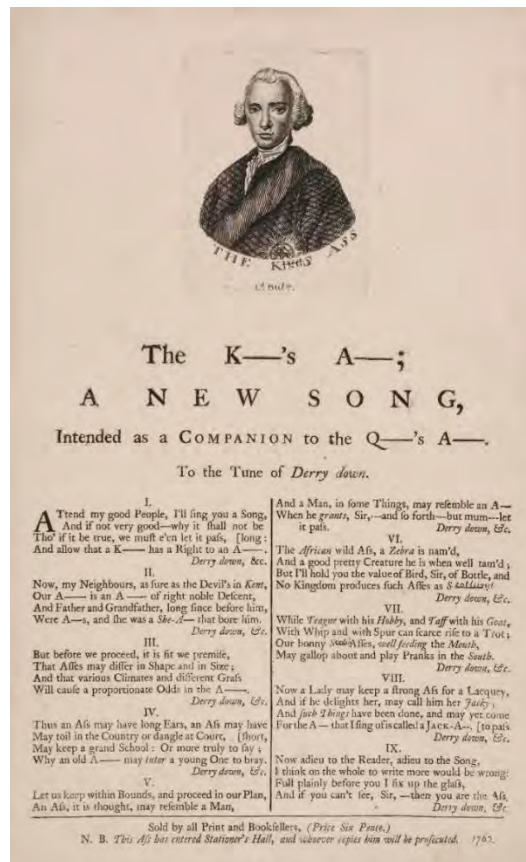 THE KINGS ASS
Ld Bute.
The K——'s A——;
A NEW SONG,
Intended as a COMPANION to the Q——'s A——.
To the Tune of Derry down.
I.
ATtend my good People, I'll ſing you a Song,
And if not very good—why it ſhall not be
Tho' if it be true, we muſt e'en let it paſs, [long:
And allow that a K—— has a Right to an A——.
Derry down, &c.
II.
Now, my Neighbours, as ſure as the Devil's in Kent,
Our A—— is an A—— of right noble Deſcent,
And Father and Grandfather, long ſince before him,
Were A—s, and ſhe was a She-A— that bore him.
Derry down, &c.
III.
But before we proceed, it is fit we premiſe,
That Aſſes may differ in Shape and in Size;
And that various Climates and different Graſs
Will cauſe a proportionate Odds in the A——.
Derry down, &c.
IV.
Thus an Aſs may have long Ears, an Aſs may have
May toil in the Country or dangle at Court, [ſhort,
May keep a grand School: Or more truly to ſay;
Why an old A—— may tutor a young One to bray.
Derry down, &c.
V.
Let us keep within Bounds, and proceed in our Plan,
An Aſs, it is thought, may reſemble a Man,
And a Man, in ſome Things, may reſemble an A—
When he grants, Sir,—and ſo forth—but mum—let
it paſs. Derry down, &c.
VI.
The African wild Aſs, a Zebra is nam'd,
And a good pretty Creature he is when well tam'd;
But I'll hold you the value of Bird, Sir, of Bottle, and
No Kingdom produces ſuch Aſſes as
Derry down, &c.
VII.
While Teague with his Hobby, and Taff with his Goat,
With Whip and with Spur can ſcarce riſe to a Trot;
Our bonny Aſſes, well feeding the Mouth,
May gallop about and play Pranks in the South.
Derry down, &c.
VIII.
Now a Lady may keep a ſtrong Aſs for a Lacquey,
And if he delights her, may call him her Jacky;
And ſuch Things have been done, and may yet come
For the A— that I ſing of is called a JACK-A—. [to paſs
Derry down, &c.
IX.
Now adieu to the Reader, adieu to the Song,
I think on the whole to write more would be wrong:
Full plainly before you I fix up the glaſs,
And if you can't ſee, Sir, —then you are the Aſs.
Derry down, &c.
Sold by all Print and Bookſellers, (Price Six Pence.)
N. B. This Aſs has entered Stationer's Hall, and whoever copies him will be proſecuted. 1762.